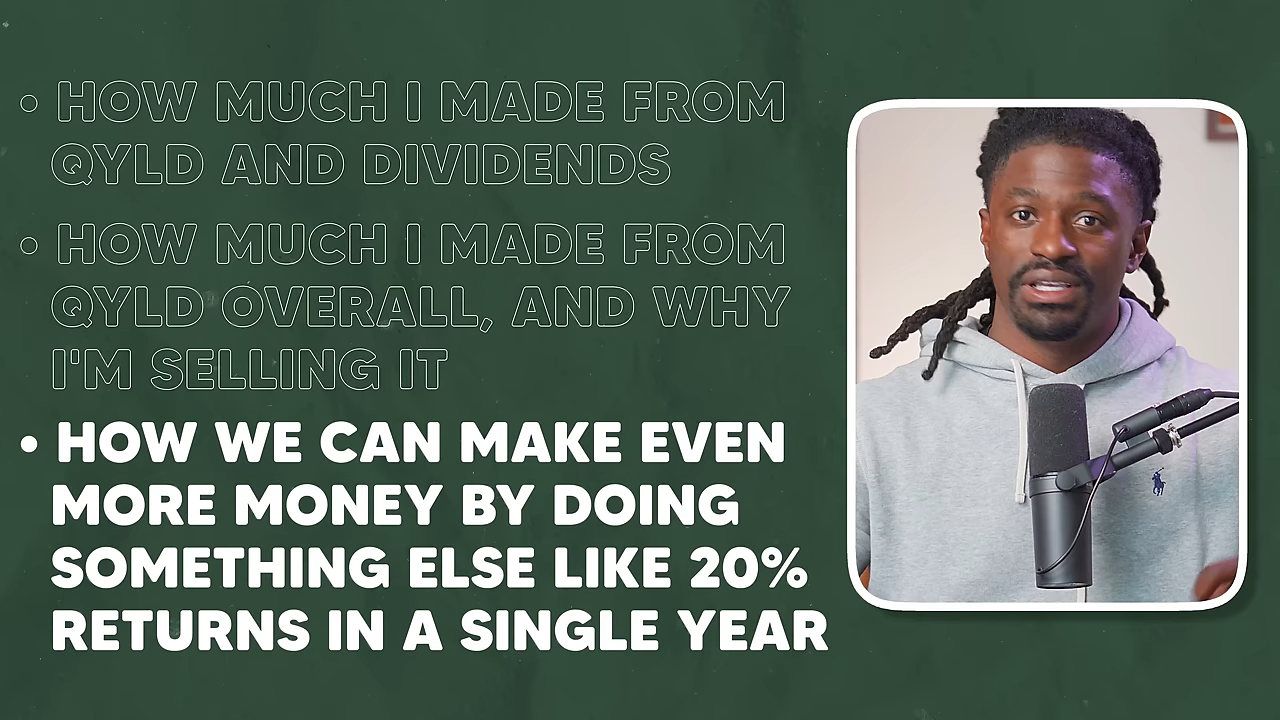 • HOW MUCH I MADE FROM
QYLD AND DIVIDENDS
• HOW MUCH I MADE FROM
QYLD OVERALL, AND WHY
I'M SELLING IT
• HOW WE CAN MAKE EVEN
MORE MONEY BY DOING
SOMETHING ELSE LIKE 20%
RETURNS IN A SINGLE YEAR